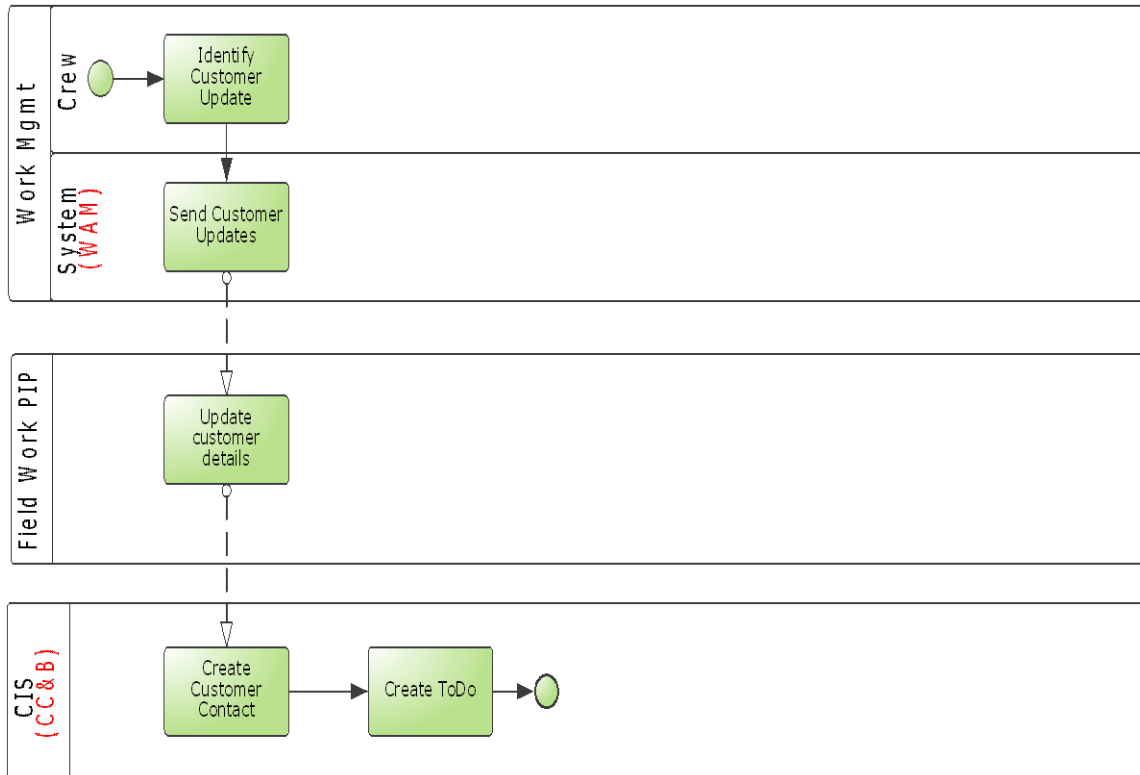 Work Mgmt
Crew
Identify
Customer
Update
System
(WAM)
Send Customer
Updates
Field Work PIP
Update
customer
details
CIS
(CC&B)
Create
Customer
Contact
Create ToDo